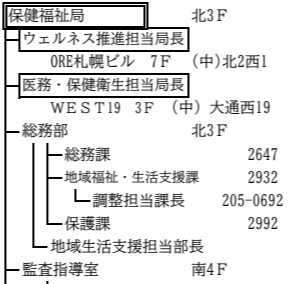 保健福祉局 北3F
ウェルネス推進担当局長
ORE札幌ビル 7F (中)北2西1
医務・保健衛生担当局長
WEST19 3F (中) 大通西19
総務部 北3F
総務課 2647
地域福祉・生活支援課 2932
調整担当課長 205-0692
保護課 2992
地域生活支援担当部長
監査指導室 南4F